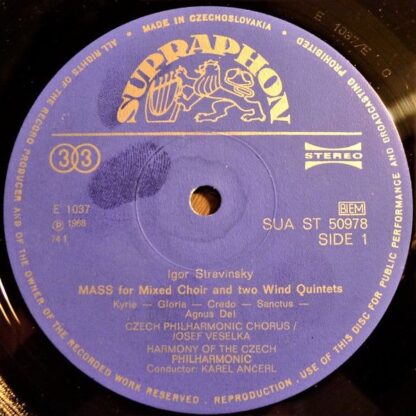 MADE IN CZECHOSLOVAKIA
ALL RIGHTS OF THE RECORD PRODUCER AND OF THE OWNER OF THE RECORDED WORK RESERVED . REPRODUCTION . USE OF THIS DISC FOR PUBLIC PERFORMANCE AND BROADCASTING PROHIBITED
SUPRAPHON
33
STEREO
E 1037
Ⓟ 1968
74 1
BIEM
SUA ST 50978
SIDE 1
Igor Stravinsky
MASS for Mixed Choir and two Wind Quintets
Kyrie — Gloria — Credo — Sanctus —
Agnus Dei
CZECH PHILHARMONIC CHORUS /
JOSEF VESELKA
HARMONY OF THE CZECH
PHILHARMONIC
Conductor: KAREL ANCERL